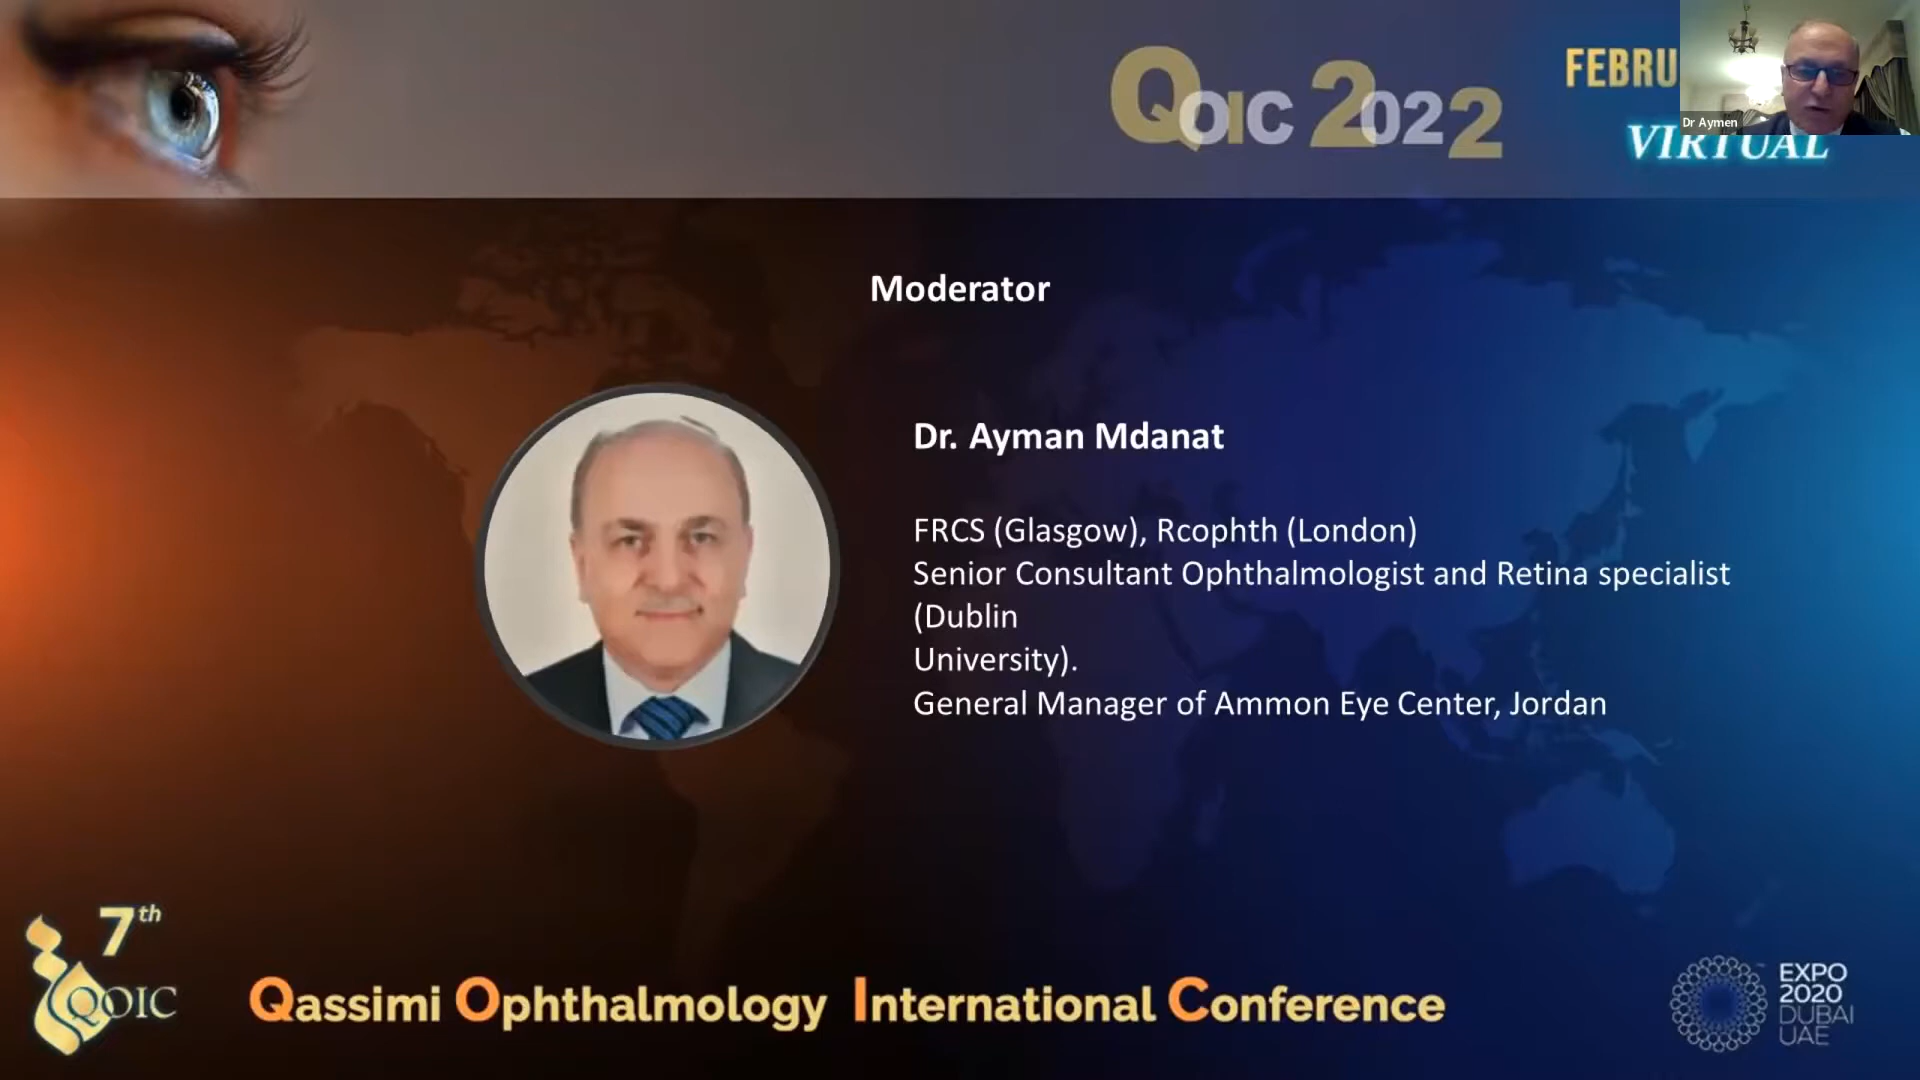 QOIC 2022
FEBRU
VIRTUAL
Dr Aymen
Moderator
Dr. Ayman Mdanat
FRCS (Glasgow), Rcophth (London)
Senior Consultant Ophthalmologist and Retina specialist
(Dublin
University).
General Manager of Ammon Eye Center, Jordan
7th
QOIC
Qassimi Ophthalmology International Conference
EXPO
2020
DUBAI
UAE